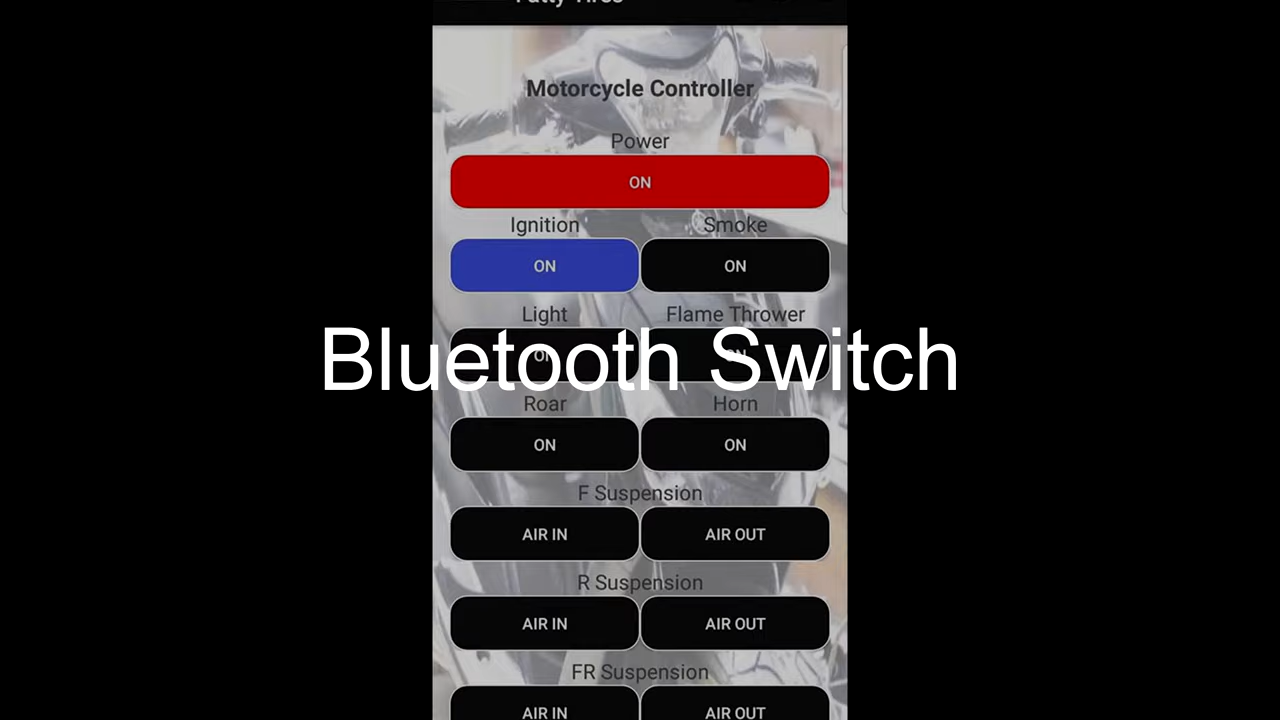 Motorcycle Controller
Power
ON
Ignition Smoke
ON ON
Light Flame Thrower
Bluetooth Switch
Roar Horn
ON ON
F Suspension
AIR IN AIR OUT
R Suspension
AIR IN AIR OUT
FR Suspension
AIR IN AIR OUT